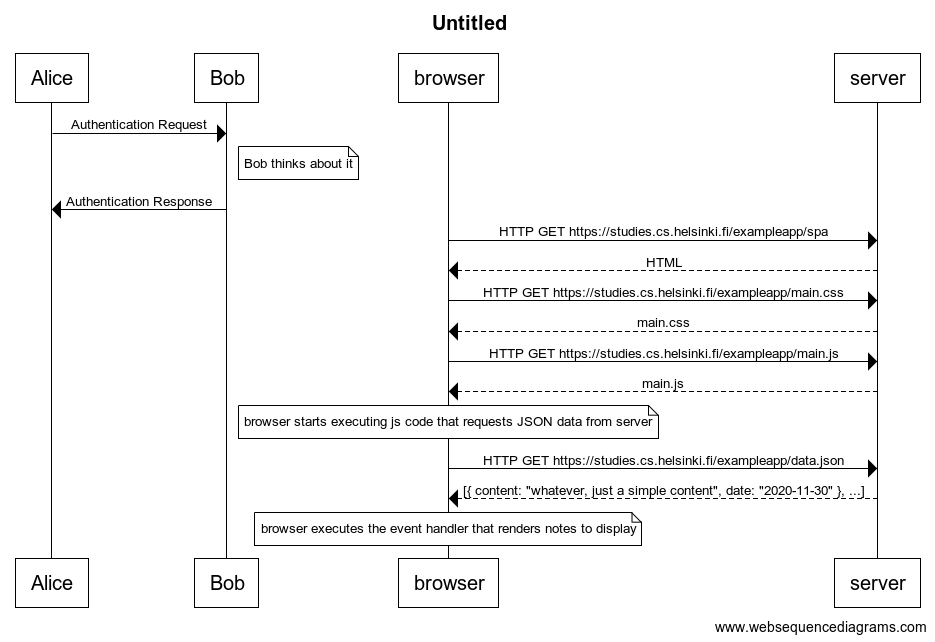 Untitled
Alice
Bob
browser
server
Authentication Request
Bob thinks about it
Authentication Response
HTTP GET https://studies.cs.helsinki.fi/exampleapp/spa
HTML
HTTP GET https://studies.cs.helsinki.fi/exampleapp/main.css
main.css
HTTP GET https://studies.cs.helsinki.fi/exampleapp/main.js
main.js
browser starts executing js code that requests JSON data from server
HTTP GET https://studies.cs.helsinki.fi/exampleapp/data.json
[{ content: "whatever, just a simple content", date: "2020-11-30" }, ...]
browser executes the event handler that renders notes to display
Alice
Bob
browser
server
www.websequencediagrams.com